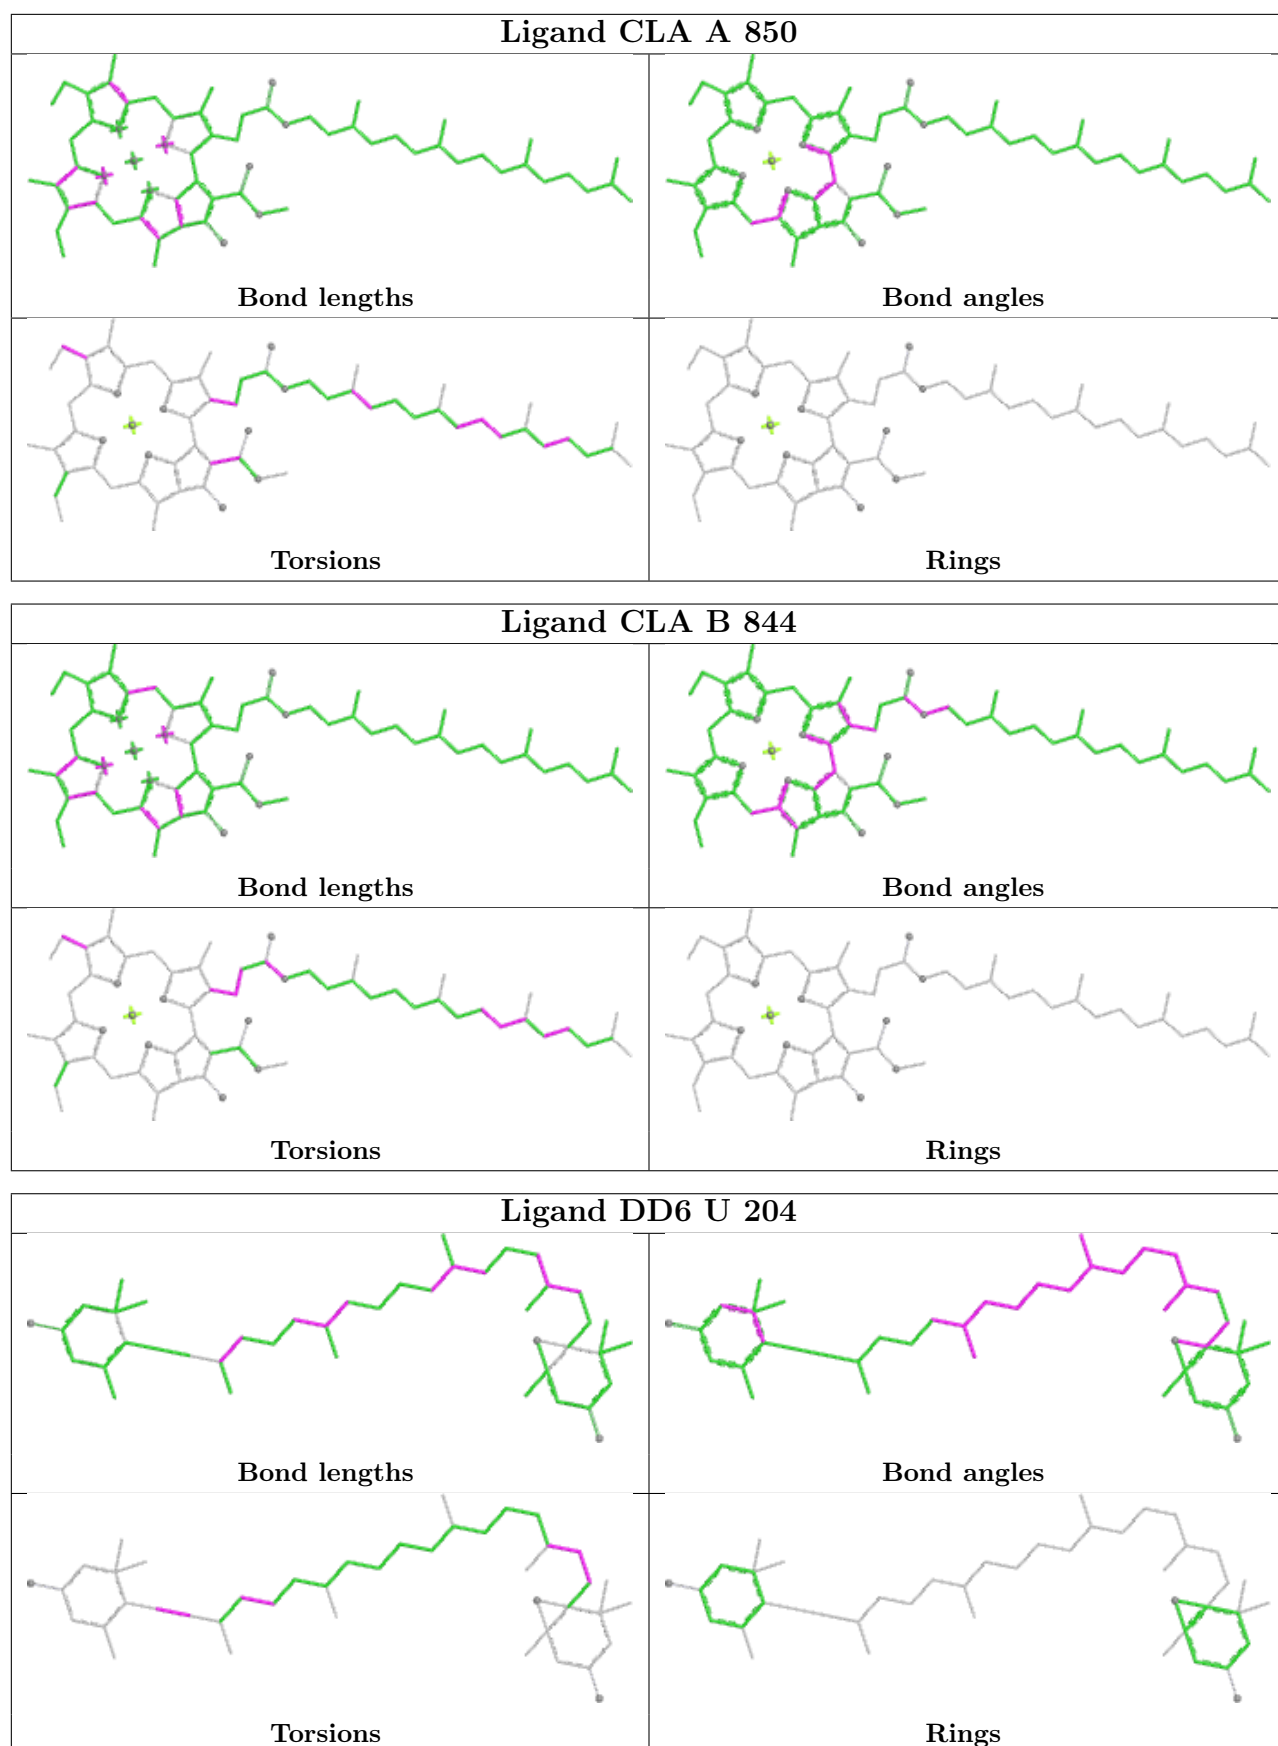 Ligand CLA A 850
Bond lengths
Bond angles
Torsions
Rings
Ligand CLA B 844
Bond lengths
Bond angles
Torsions
Rings
Ligand DD6 U 204
Bond lengths
Bond angles
Torsions
Rings